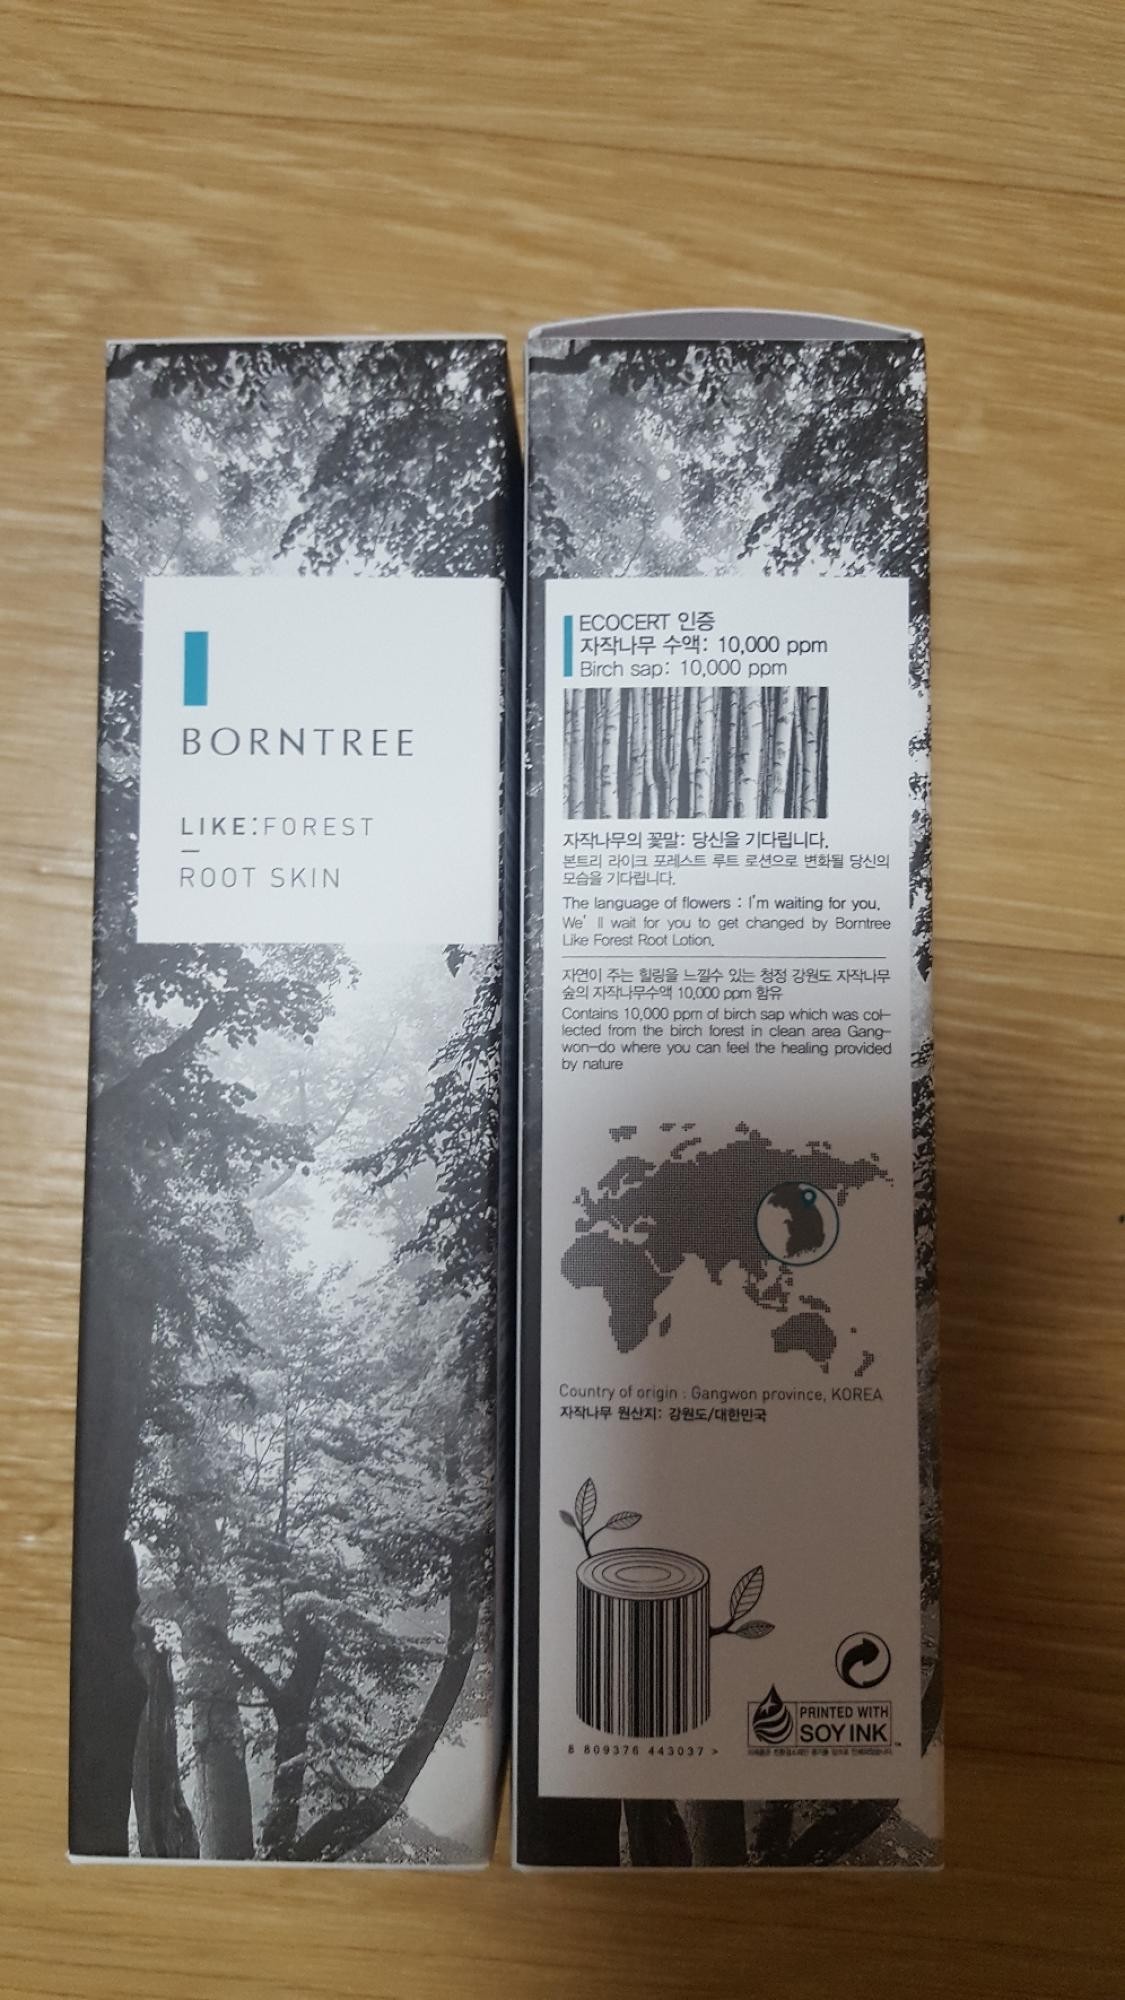 BORNTREE
LIKE:FOREST
ROOT SKIN
ECOCERT 인증
자작나무 수액: 10,000 ppm
Birch sap: 10,000 ppm
자작나무의 꽃말: 당신을 기다립니다.
본트리 라이크 포레스트 루트 로션으로 변화될 당신의
모습을 기다립니다.
The language of flowers : I'm waiting for you.
We' ll wait for you to get changed by Borntree
Like Forest Root Lotion.
자연이 주는 힐링을 느낄수 있는 청정 강원도 자작나무
숲의 자작나무수액 10,000 ppm 함유
Contains 10,000 ppm of birch sap which was col-
lected from the birch forest in clean area Gang-
won-do where you can feel the healing provided
by nature
Country of origin : Gangwon province, KOREA
자작나무 원산지: 강원도/대한민국
8 809376 443037 >
PRINTED WITH
SOY INK ™